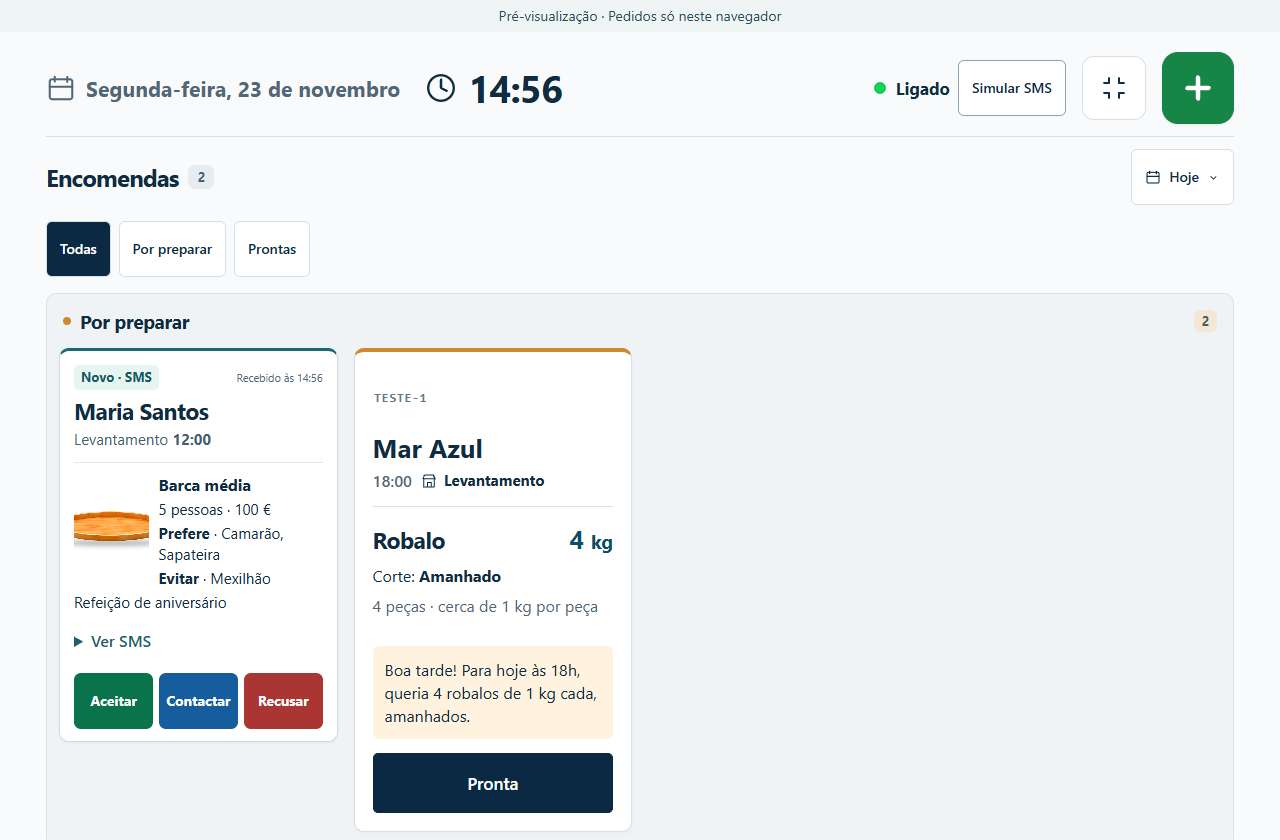 Pré-visualização · Pedidos só neste navegador
Segunda-feira, 23 de novembro
14:56
Ligado
Simular SMS
Encomendas 2
Hoje
Todas
Por preparar
Prontas
Por preparar
2
Novo · SMS
Recebido às 14:56
Maria Santos
Levantamento 12:00
Barca média
5 pessoas · 100 €
Prefere · Camarão,
Sapateira
Evitar · Mexilhão
Refeição de aniversário
Ver SMS
Aceitar
Contactar
Recusar
TESTE-1
Mar Azul
18:00 Levantamento
Robalo 4 kg
Corte: Amanhado
4 peças · cerca de 1 kg por peça
Boa tarde! Para hoje às 18h,
queria 4 robalos de 1 kg cada,
amanhados.
Pronta